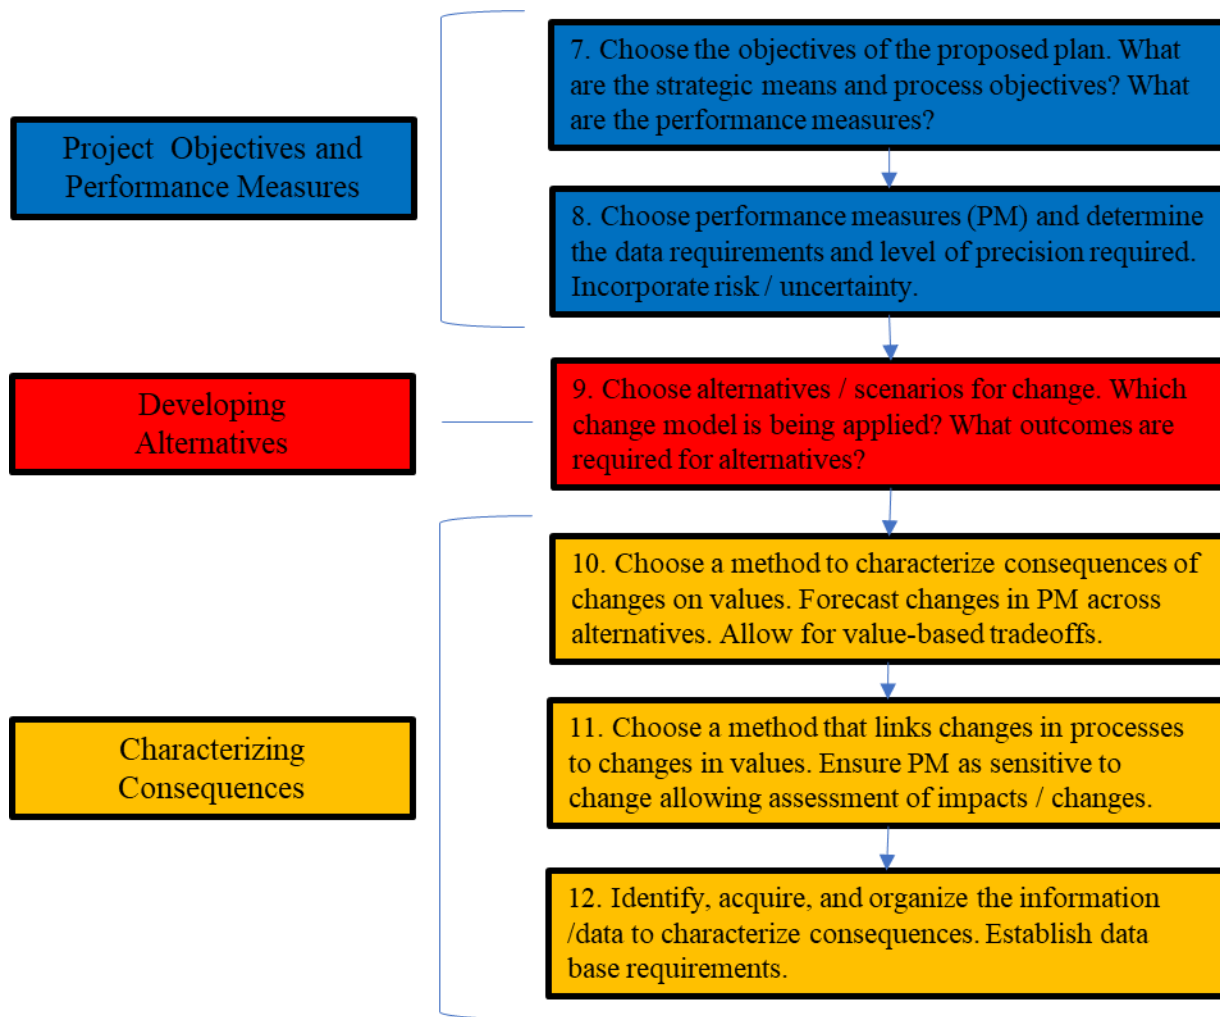 7. Choose the objectives of the proposed plan. What
are the strategic means and process objectives? What
are the performance measures?
Project Objectives and
Performance Measures
8. Choose performance measures (PM) and determine
the data requirements and level of precision required.
Incorporate risk / uncertainty.
Developing
Alternatives
9. Choose alternatives / scenarios for change. Which
change model is being applied? What outcomes are
required for alternatives?
10. Choose a method to characterize consequences of
changes on values. Forecast changes in PM across
alternatives. Allow for value-based tradeoffs.
Characterizing
Consequences
11. Choose a method that links changes in processes
to changes in values. Ensure PM as sensitive to
change allowing assessment of impacts / changes.
12. Identify, acquire, and organize the information
/data to characterize consequences. Establish data
base requirements.